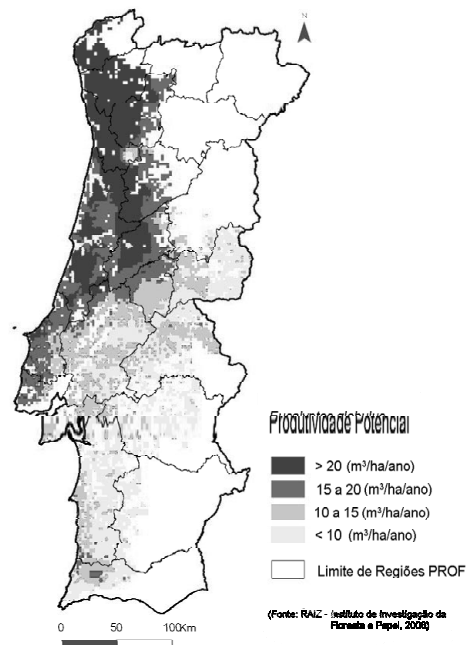 N
Produtividade Potencial
> 20 (m³/ha/ano)
15 a 20 (m³/ha/ano)
10 a 15 (m³/ha/ano)
< 10 (m³/ha/ano)
Limite de Regiões PROF
(Fonte: RAIZ - Instituto de Investigação da
Floresta e Papel, 2006)
0 50 100Km